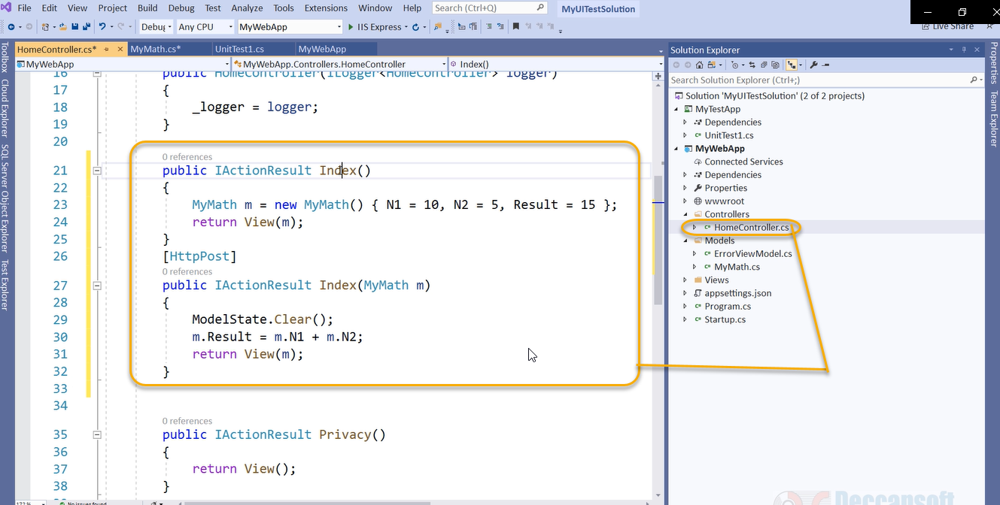 File Edit View Project Build Debug Test Analyze Tools Extensions Window Help Search (Ctrl+Q) MyUITestSolution
Debug Any CPU MyWebApp IIS Express Live Share
HomeController.cs* MyMath.cs* UnitTest1.cs MyWebApp
MyWebApp MyWebApp.Controllers.HomeController Index()
16 public HomeController(ILogger<HomeController> logger)
17 {
18 _logger = logger;
19 }
20
0 references
21 public IActionResult Index()
22 {
23 MyMath m = new MyMath() { N1 = 10, N2 = 5, Result = 15 };
24 return View(m);
25 }
26 [HttpPost]
0 references
27 public IActionResult Index(MyMath m)
28 {
29 ModelState.Clear();
30 m.Result = m.N1 + m.N2;
31 return View(m);
32 }
33
34
0 references
35 public IActionResult Privacy()
36 {
37 return View();
38 }
172 % No issues found
Toolbox
Cloud Explorer
SQL Server Object Explorer
Test Explorer
Solution Explorer
Search Solution Explorer (Ctrl+;)
Solution 'MyUITestSolution' (2 of 2 projects)
MyTestApp
Dependencies
UnitTest1.cs
MyWebApp
Connected Services
Dependencies
Properties
wwwroot
Controllers
HomeController.cs
Models
ErrorViewModel.cs
MyMath.cs
Views
appsettings.json
Program.cs
Startup.cs
Properties
Team Explorer
Deccansoft